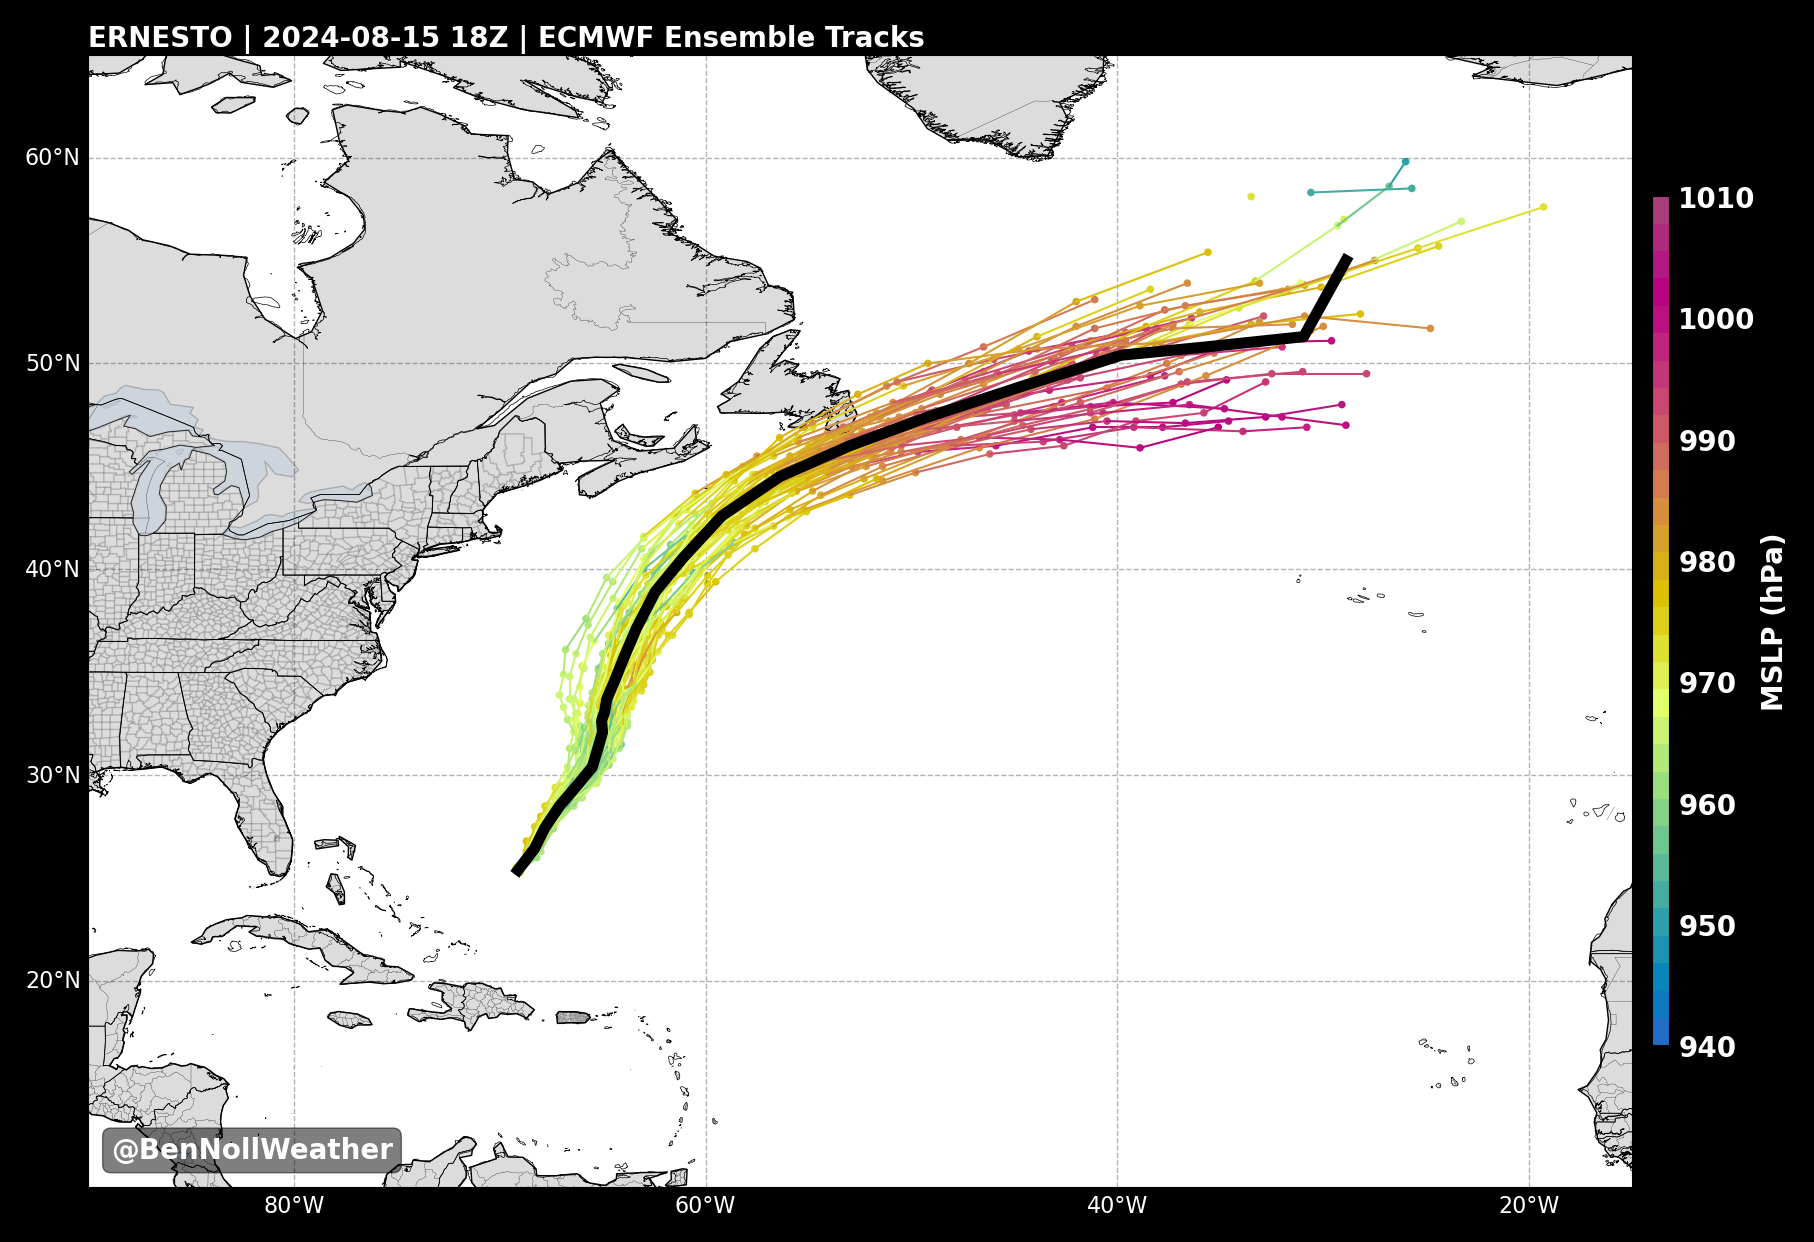 ERNESTO | 2024-08-15 18Z | ECMWF Ensemble Tracks
60°N
50°N
40°N
30°N
20°N
80°W
60°W
40°W
20°W
1010
1000
990
980
970
960
950
940
MSLP (hPa)
@BenNollWeather